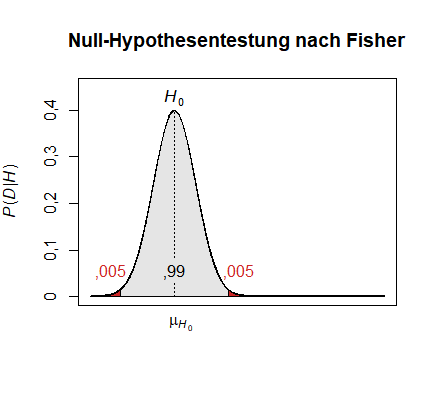 Null-Hypothesentestung nach Fisher
H₀
0,4
0,3
0,2
0,1
0
P(D|H)
,005 ,99 ,005
μH₀